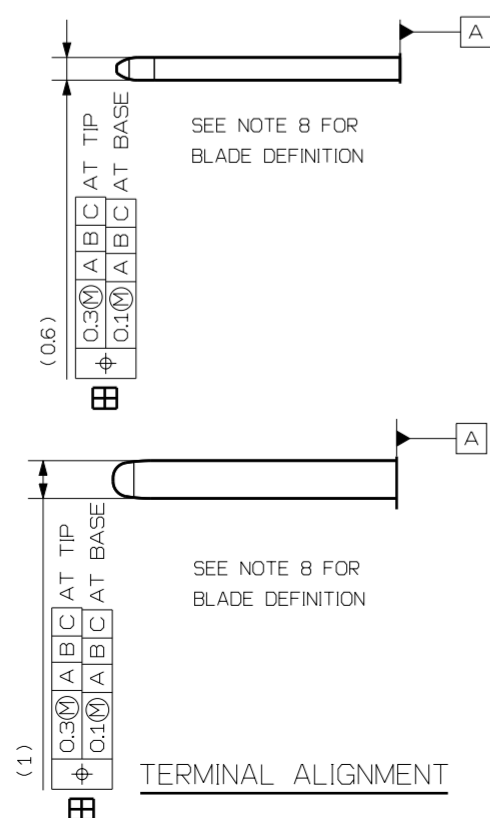 A
SEE NOTE 8 FOR
BLADE DEFINITION
(0.6)
⌖ 0.3Ⓜ A B C AT TIP
0.1Ⓜ A B C AT BASE
A
SEE NOTE 8 FOR
BLADE DEFINITION
(1)
⌖ 0.3Ⓜ A B C AT TIP
0.1Ⓜ A B C AT BASE
TERMINAL ALIGNMENT